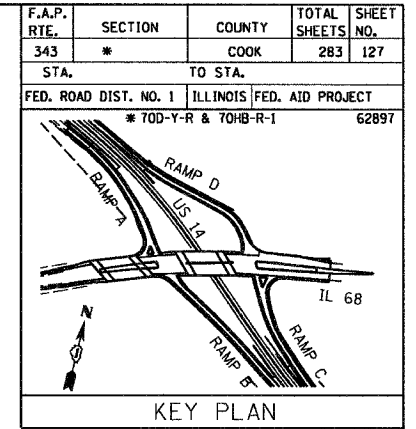 F.A.P. RTE. SECTION COUNTY TOTAL SHEETS SHEET NO.
343 * COOK 283 127
STA. TO STA.
FED. ROAD DIST. NO. 1 ILLINOIS FED. AID PROJECT
* 70D-Y-R & 70HB-R-1 62897
RAMP D
RAMP A
US 14
IL 68
N
RAMP B
RAMP C
KEY PLAN